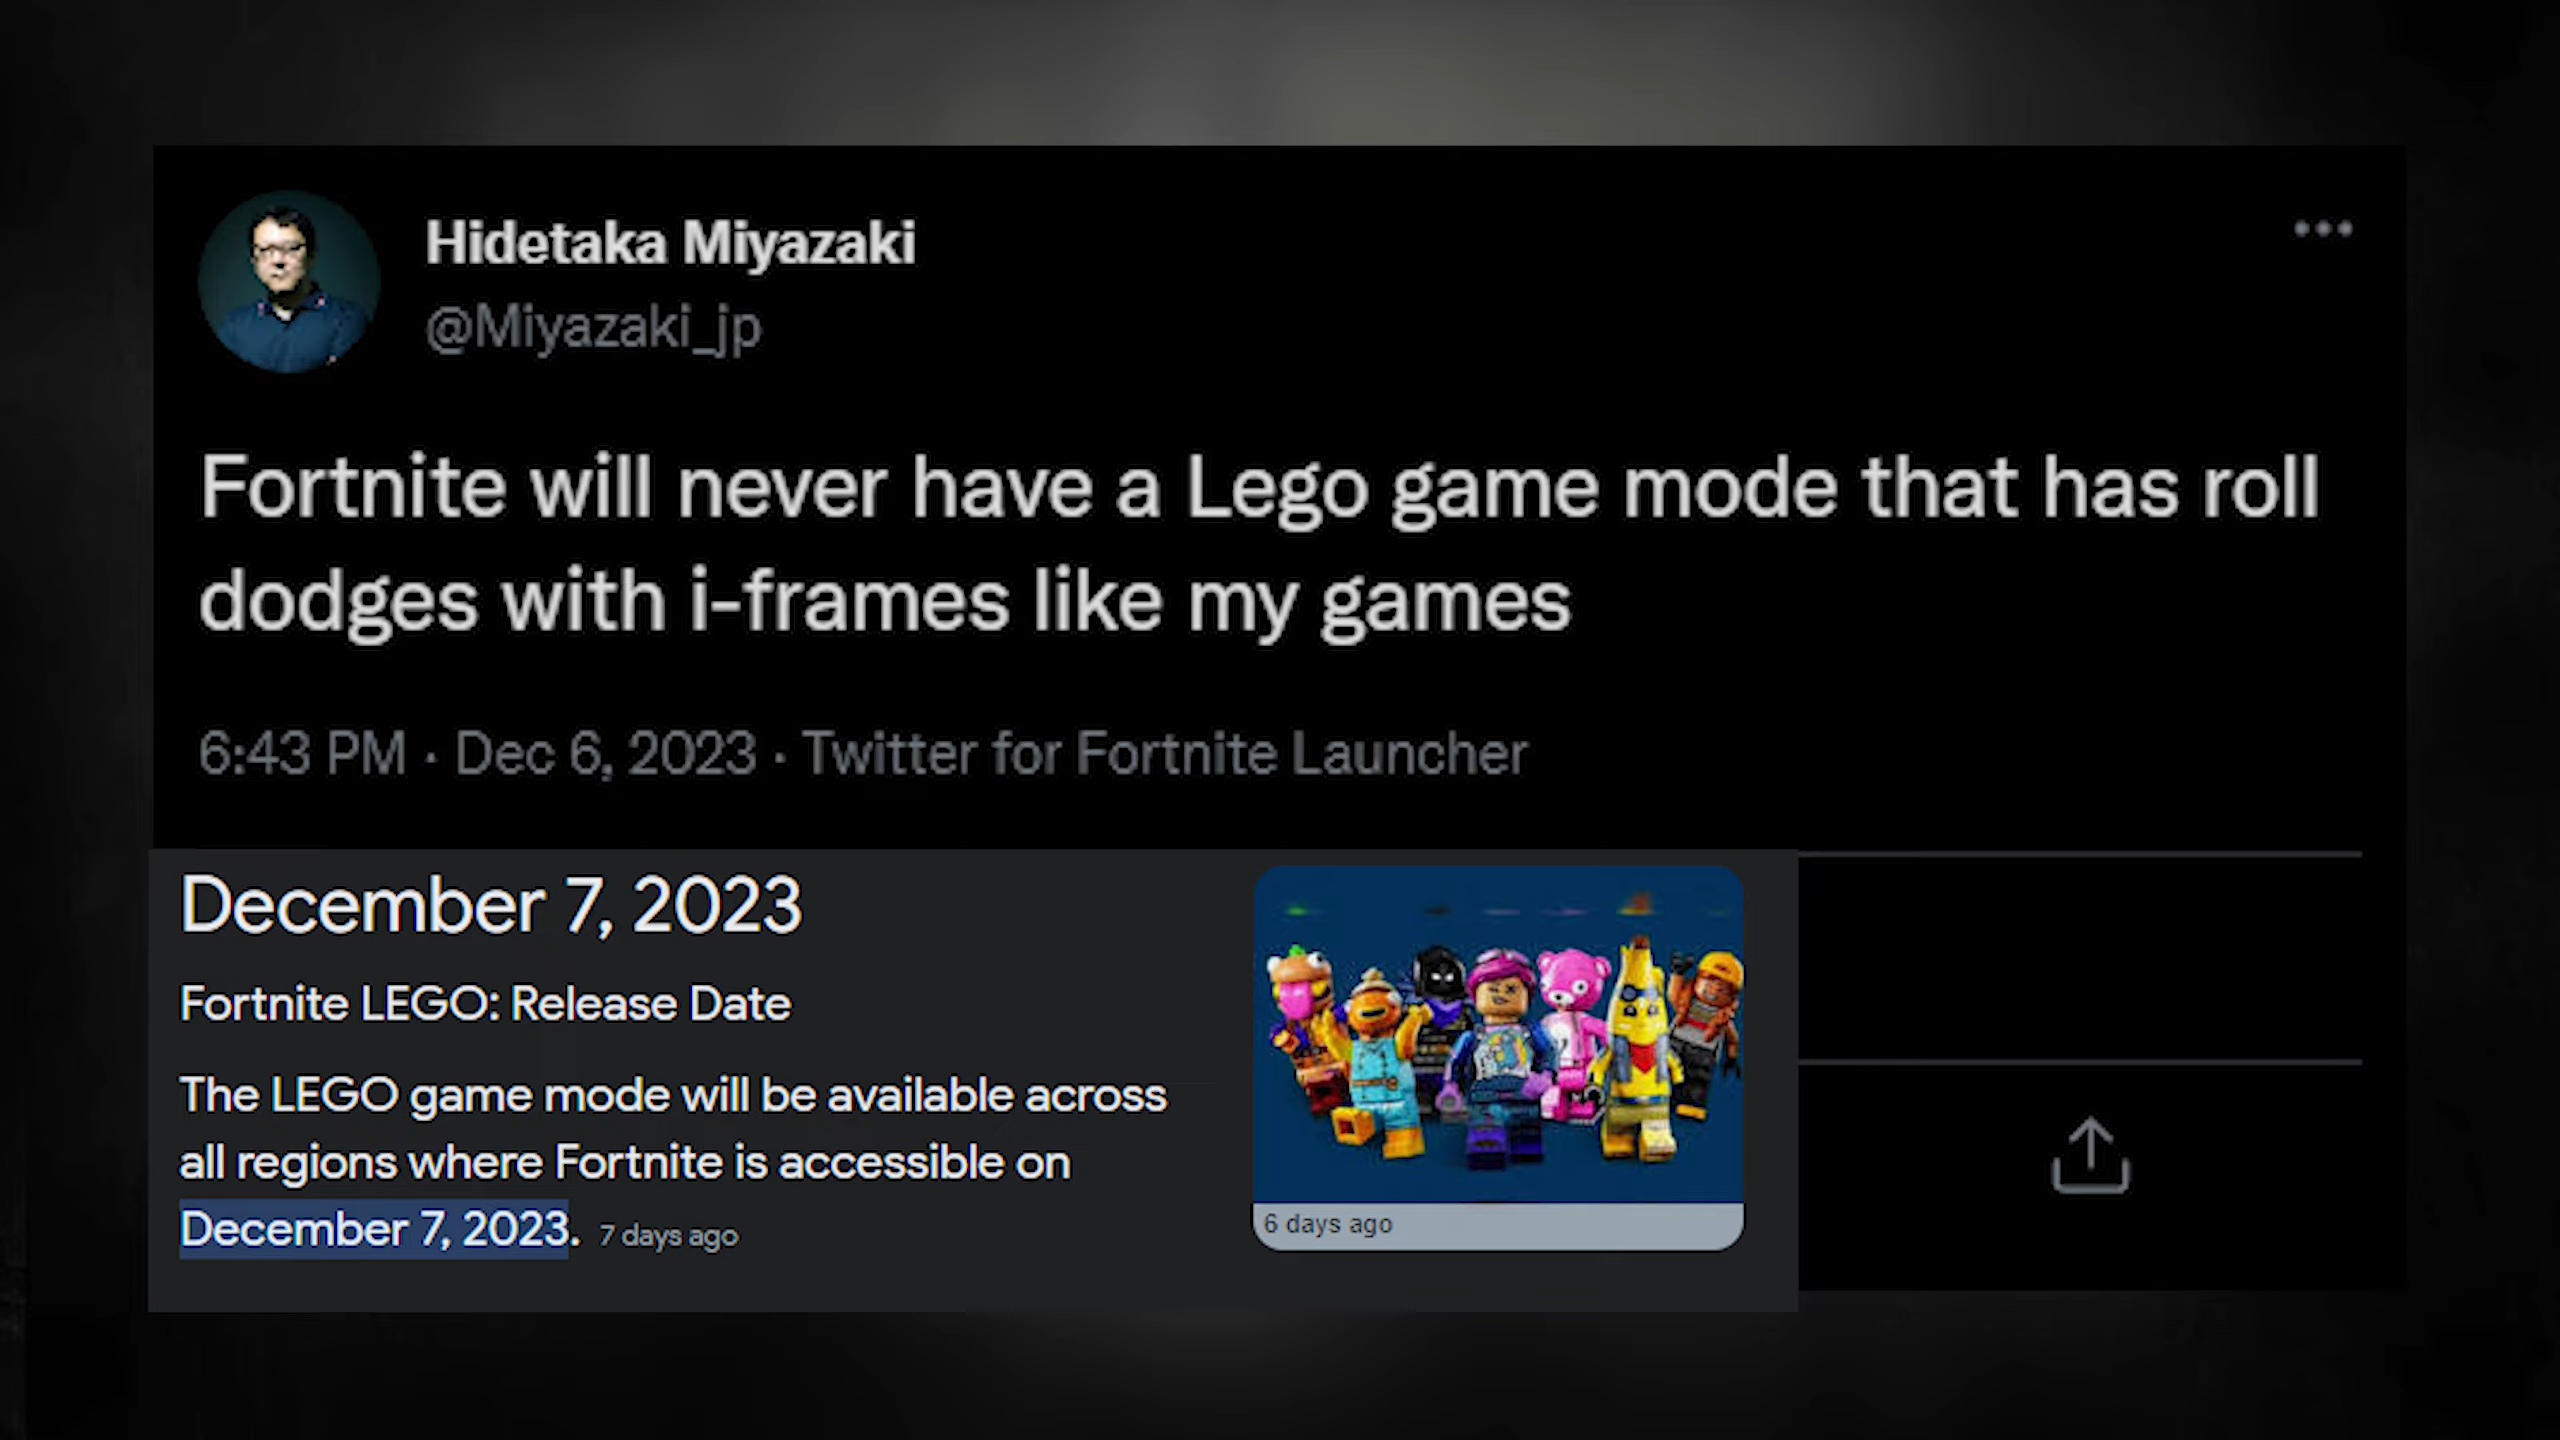 Hidetaka Miyazaki
@Miyazaki_jp
Fortnite will never have a Lego game mode that has roll
dodges with i-frames like my games
6:43 PM · Dec 6, 2023 · Twitter for Fortnite Launcher
December 7, 2023
Fortnite LEGO: Release Date
The LEGO game mode will be available across
all regions where Fortnite is accessible on
December 7, 2023. 7 days ago
6 days ago